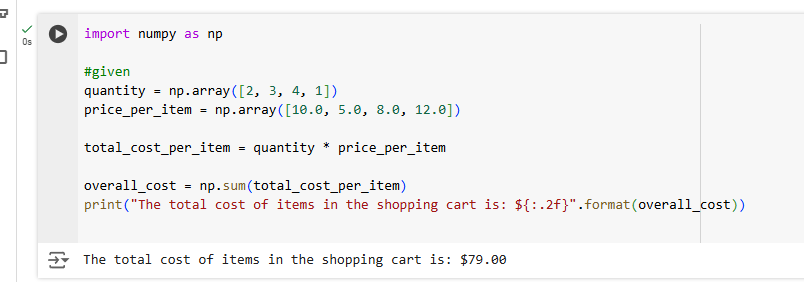 import numpy as np
0s
#given
quantity = np.array([2, 3, 4, 1])
price_per_item = np.array([10.0, 5.0, 8.0, 12.0])
total_cost_per_item = quantity * price_per_item
overall_cost = np.sum(total_cost_per_item)
print("The total cost of items in the shopping cart is: ${:.2f}".format(overall_cost))
The total cost of items in the shopping cart is: $79.00